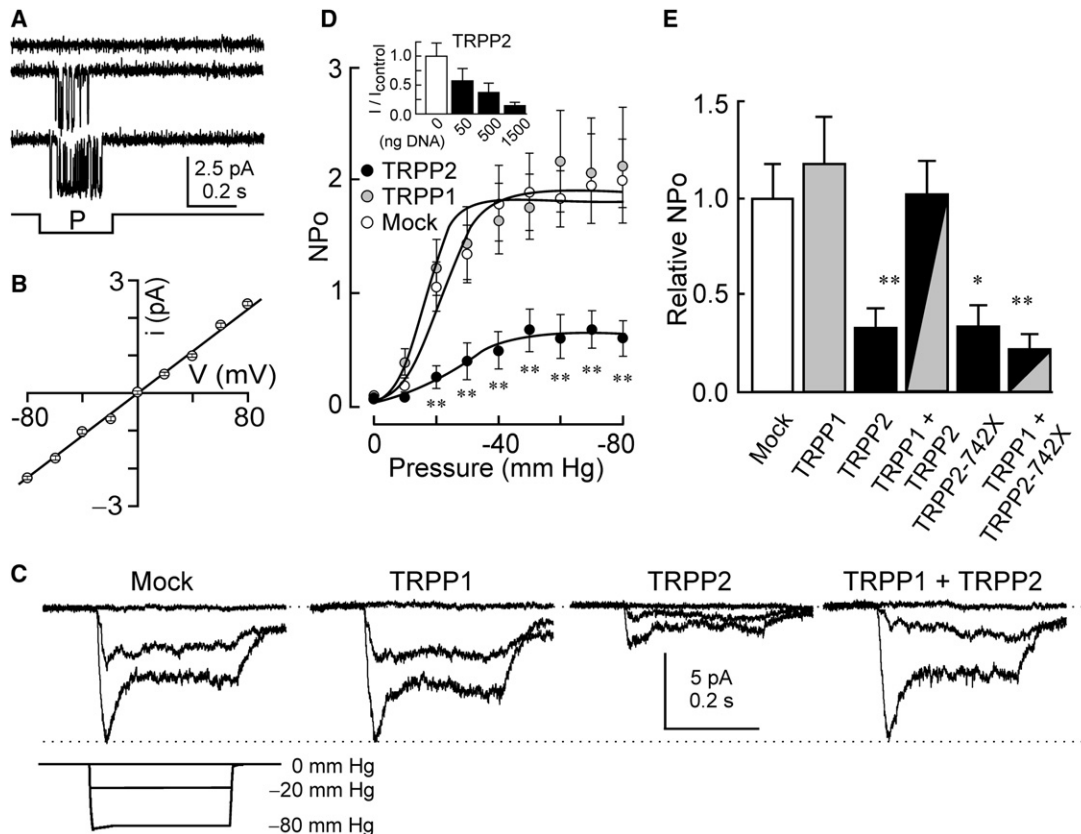 A
2.5 pA
0.2 s
P
B
3
i (pA)
V (mV)
-80
80
−3
D
TRPP2
I / Icontrol
1.0
0.5
0.0
0
50
500
1500
(ng DNA)
TRPP2
TRPP1
Mock
NPo
3
2
1
0
**
**
**
**
**
**
**
0
-40
-80
Pressure (mm Hg)
E
Relative NPo
1.5
1.0
0.5
0.0
**
*
**
Mock
TRPP1
TRPP2
TRPP1 +
TRPP2
TRPP2-742X
TRPP1 +
TRPP2-742X
C
Mock
TRPP1
TRPP2
TRPP1 + TRPP2
5 pA
0.2 s
0 mm Hg
−20 mm Hg
−80 mm Hg